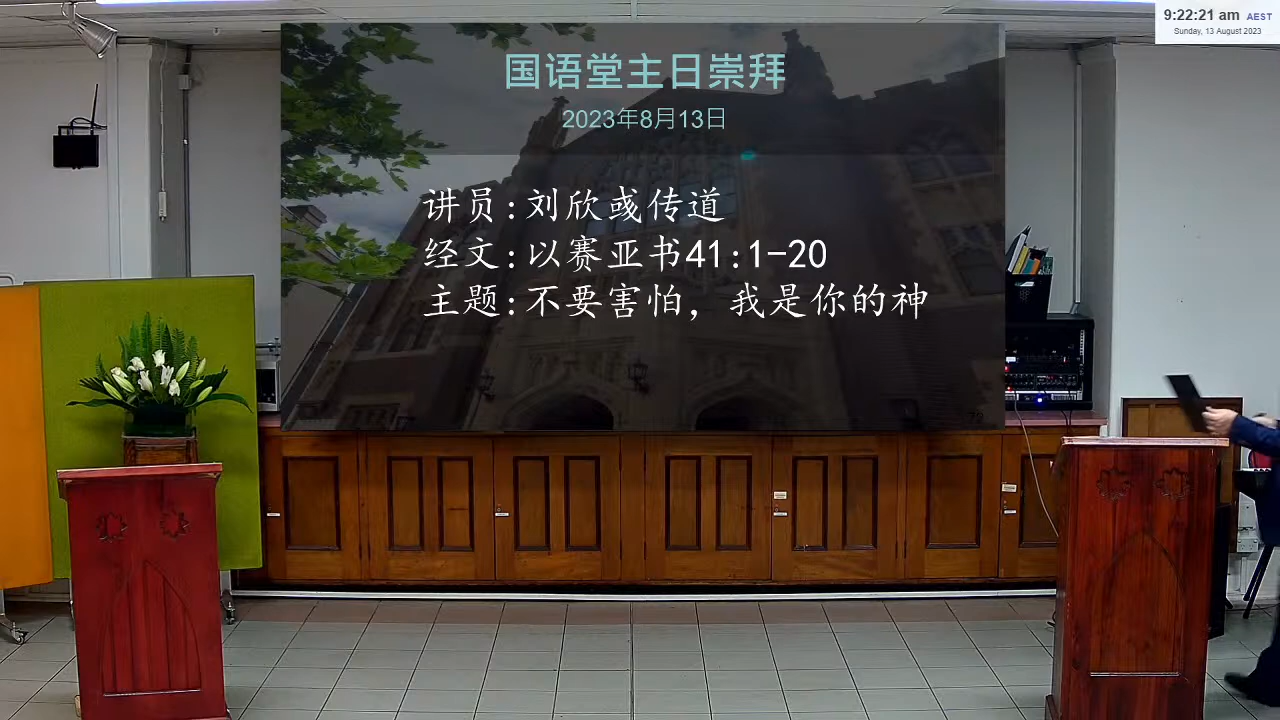 9:22:21 am AEST
Sunday, 13 August 2023
国语堂主日崇拜
2023年8月13日
讲员:刘欣彧传道
经文:以赛亚书41:1-20
主题:不要害怕，我是你的神